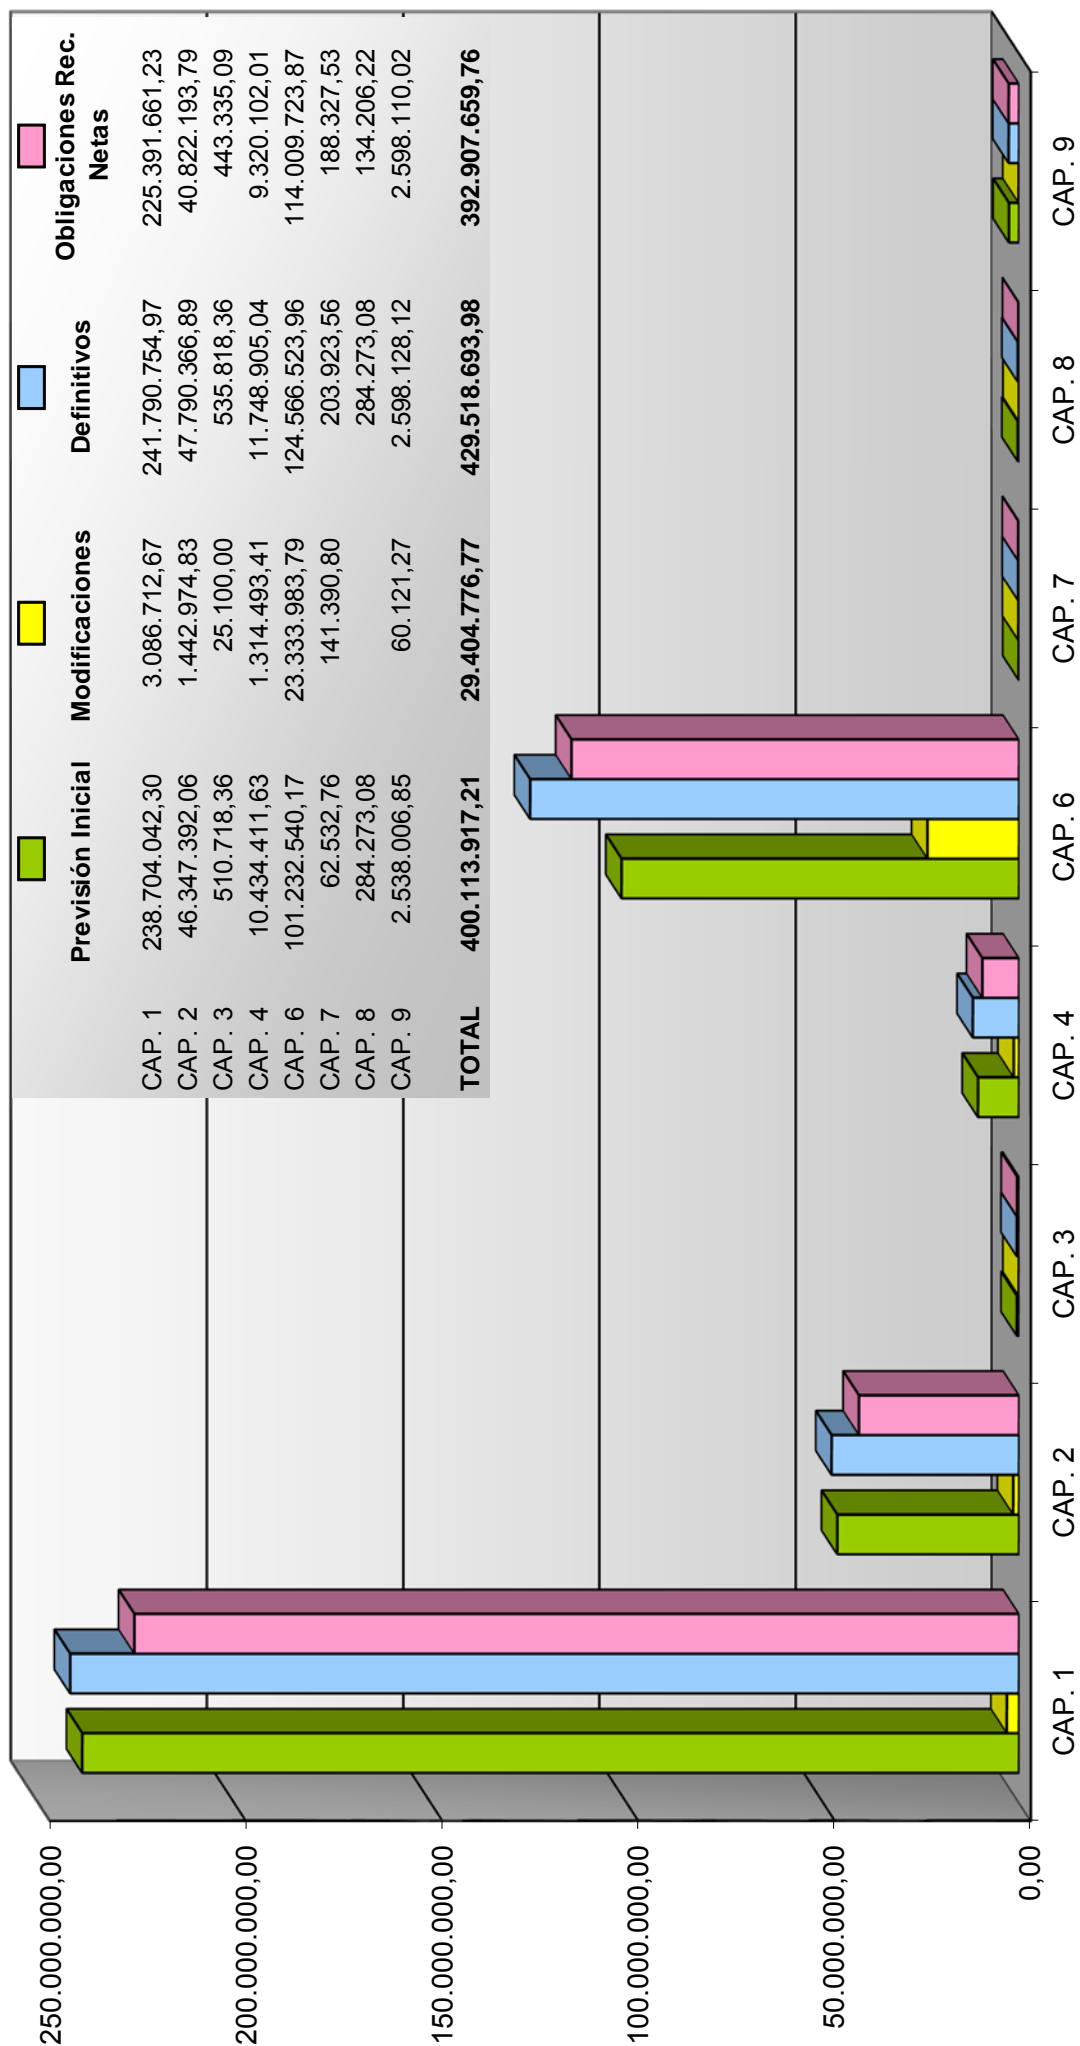 Previsión Inicial Modificaciones Definitivos Obligaciones Rec.
Netas
CAP. 1 238.704.042,30 3.086.712,67 241.790.754,97 225.391.661,23
CAP. 2 46.347.392,06 1.442.974,83 47.790.366,89 40.822.193,79
CAP. 3 510.718,36 25.100,00 535.818,36 443.335,09
CAP. 4 10.434.411,63 1.314.493,41 11.748.905,04 9.320.102,01
CAP. 6 101.232.540,17 23.333.983,79 124.566.523,96 114.009.723,87
CAP. 7 62.532,76 141.390,80 203.923,56 188.327,53
CAP. 8 284.273,08 284.273,08 134.206,22
CAP. 9 2.538.006,85 60.121,27 2.598.128,12 2.598.110,02
TOTAL 400.113.917,21 29.404.776,77 429.518.693,98 392.907.659,76
250.000.000,00
200.000.000,00
150.000.000,00
100.000.000,00
50.000.000,00
0,00
CAP. 1 CAP. 2 CAP. 3 CAP. 4 CAP. 6 CAP. 7 CAP. 8 CAP. 9